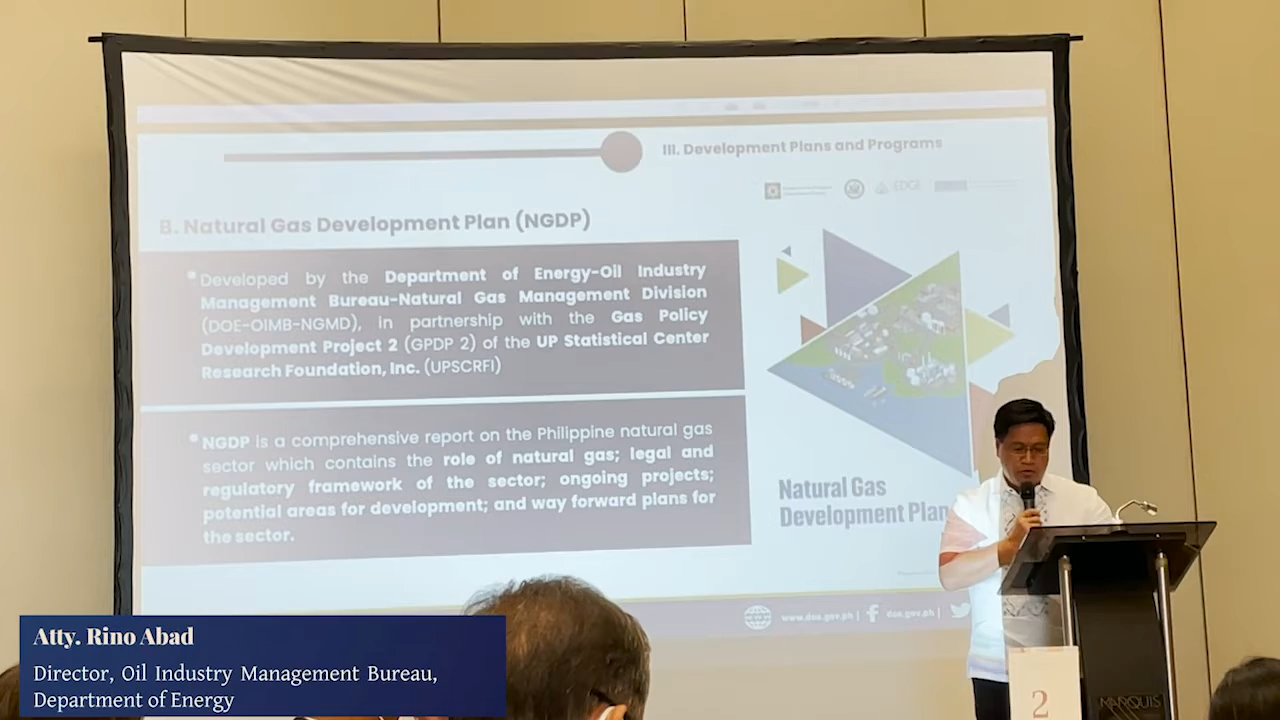 III. Development Plans and Programs
EDGE
B. Natural Gas Development Plan (NGDP)
Developed by the Department of Energy-Oil Industry
Management Bureau-Natural Gas Management Division
(DOE-OIMB-NGMD), in partnership with the Gas Policy
Development Project 2 (GPDP 2) of the UP Statistical Center
Research Foundation, Inc. (UPSCRFI)
NGDP is a comprehensive report on the Philippine natural gas
sector which contains the role of natural gas; legal and
regulatory framework of the sector; ongoing projects;
potential areas for development; and way forward plans for
the sector.
Natural Gas
Development Plan
www.doe.gov.ph | doe.gov.ph |
Atty. Rino Abad
Director, Oil Industry Management Bureau,
Department of Energy
2
MARQUIS